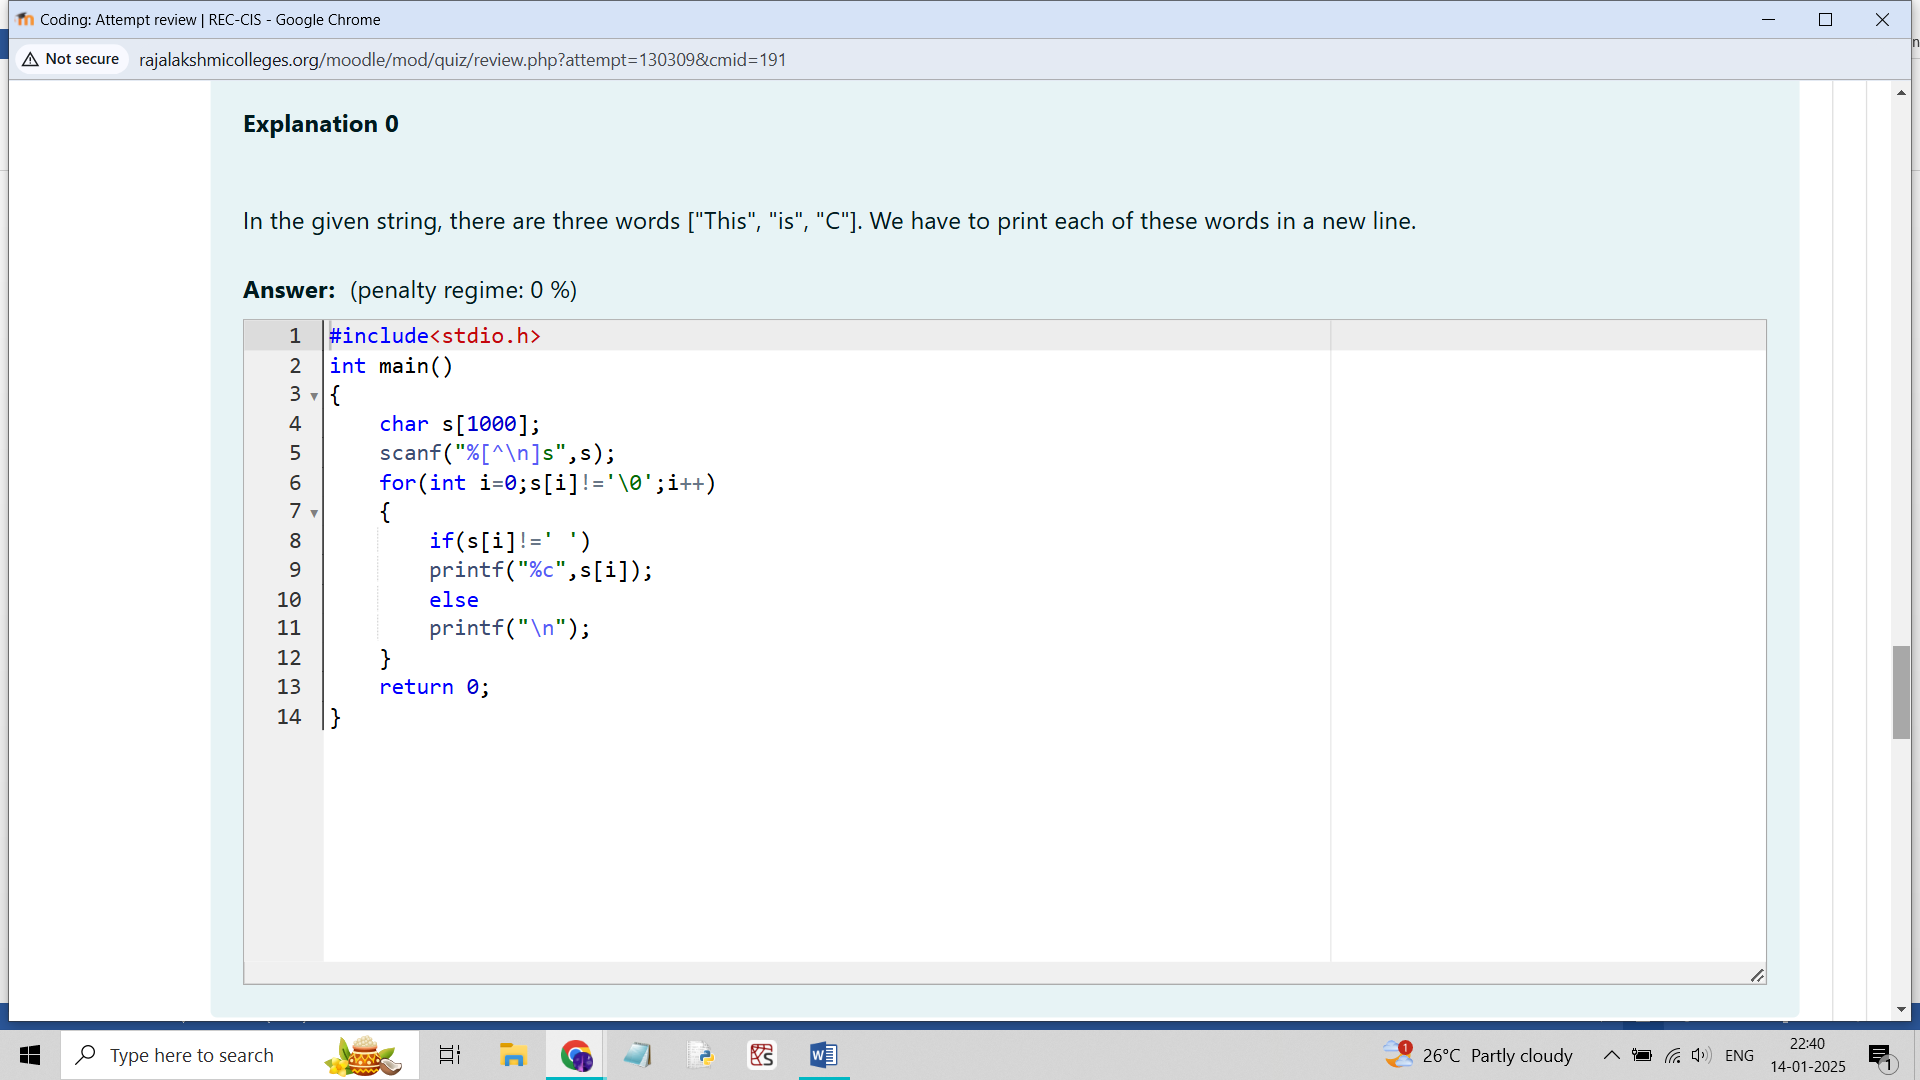 Coding: Attempt review | REC-CIS - Google Chrome
Not secure rajalakshmicolleges.org/moodle/mod/quiz/review.php?attempt=130309&cmid=191
Explanation 0
In the given string, there are three words ["This", "is", "C"]. We have to print each of these words in a new line.
Answer: (penalty regime: 0 %)
1 #include<stdio.h>
2 int main()
3 {
4     char s[1000];
5     scanf("%[^\n]s",s);
6     for(int i=0;s[i]!='\0';i++)
7     {
8         if(s[i]!=' ')
9         printf("%c",s[i]);
10         else
11         printf("\n");
12     }
13     return 0;
14 }
Type here to search
1 26°C Partly cloudy ENG 22:40
14-01-2025 1